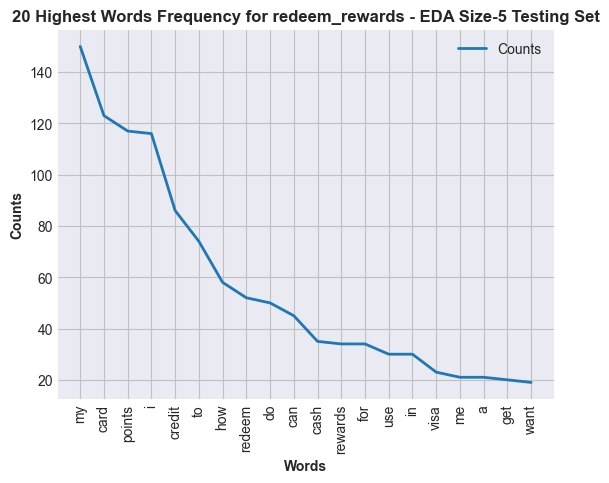 20 Highest Words Frequency for redeem_rewards - EDA Size-5 Testing Set
Counts
140
120
100
80
60
40
20
Counts
my
card
points
i
credit
to
how
redeem
do
can
cash
rewards
for
use
in
visa
me
a
get
want
Words